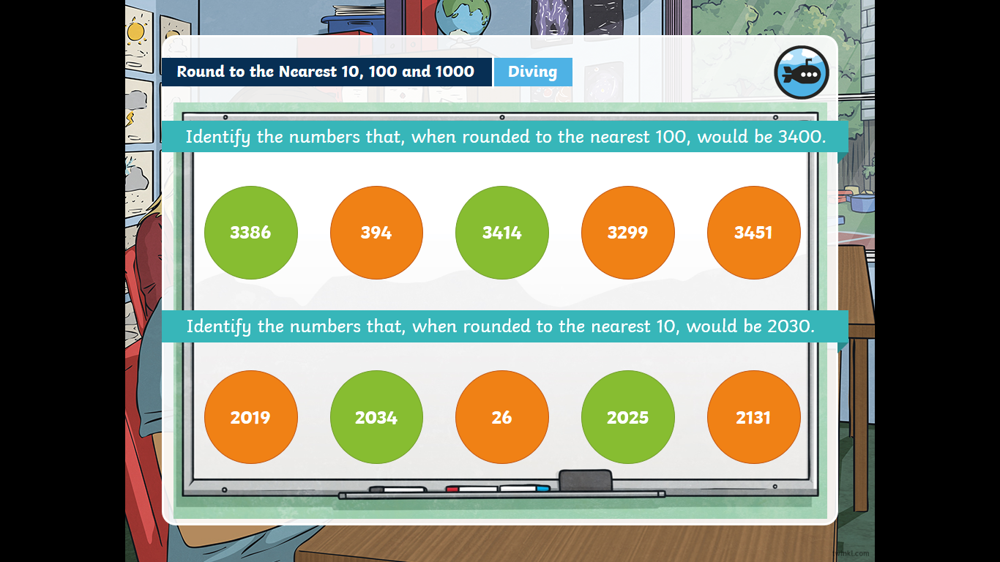 Round to the Nearest 10, 100 and 1000 Diving
Identify the numbers that, when rounded to the nearest 100, would be 3400.
3386 394 3414 3299 3451
Identify the numbers that, when rounded to the nearest 10, would be 2030.
2019 2034 26 2025 2131
twinkl.com